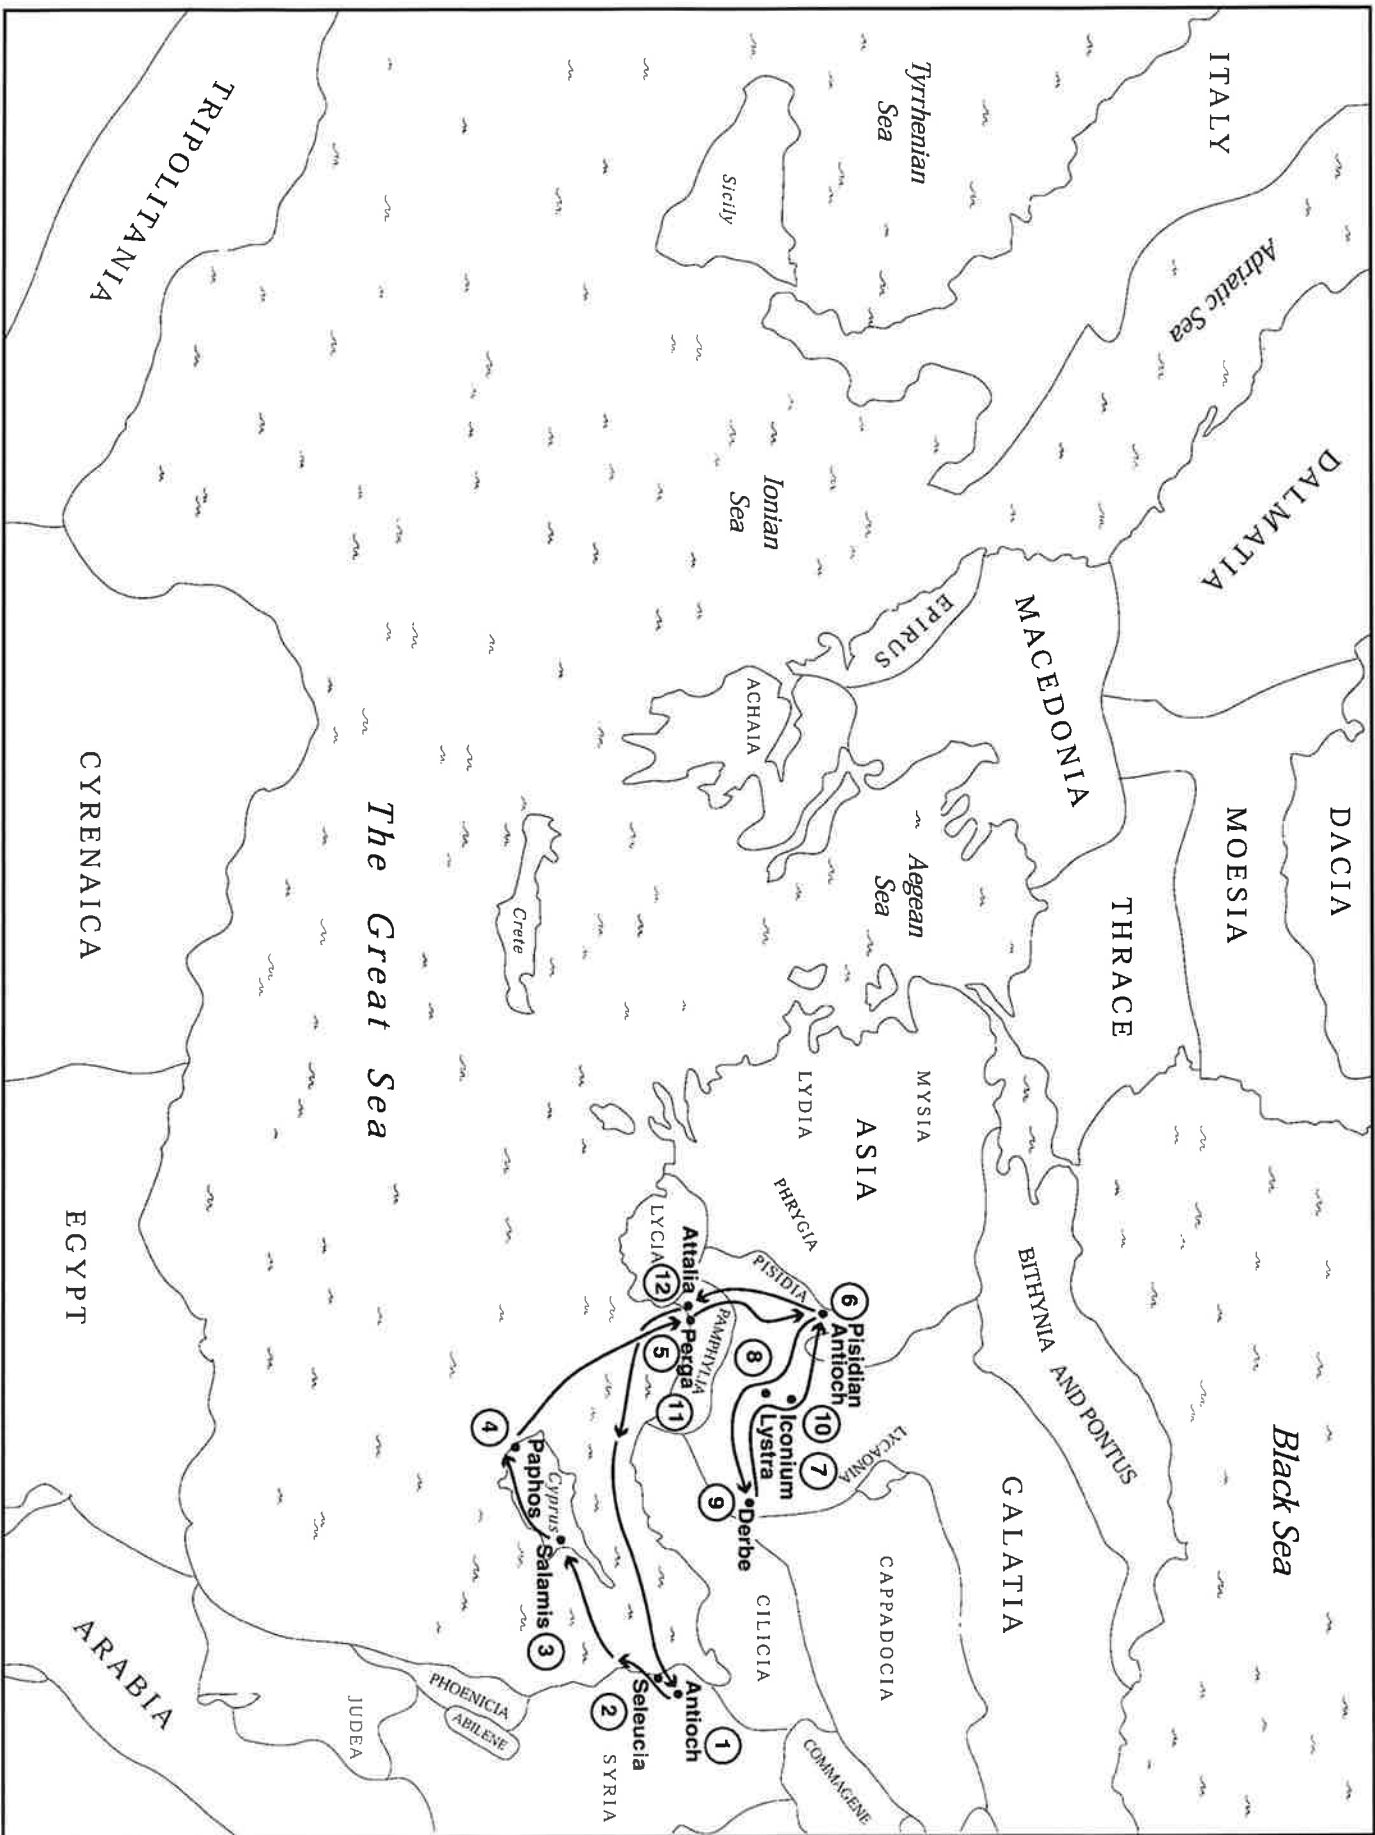 ITALY
Adriatic Sea
DALMATIA
DACIA
MOESIA
THRACE
Black Sea
Tyrrhenian
Sea
Sicily
Ionian
Sea
MACEDONIA
EPIRUS
ACHAIA
Aegean
Sea
Crete
MYSIA
LYDIA
ASIA
PHRYGIA
BITHYNIA
AND PONTUS
GALATIA
CAPPADOCIA
LYCAONIA
CILICIA
COMMAGENE
PISIDIA
LYCIA
PAMPHYLIA
6
Pisidian
Antioch
10
7
Iconium
Lystra
8
9
Derbe
12
Attalia
Perga
5
11
4
Paphos
Cyprus
Salamis
3
1
Antioch
Seleucia
2
SYRIA
PHOENICIA
ABILENE
JUDEA
The Great Sea
TRIPOLITANIA
CYRENAICA
EGYPT
ARABIA